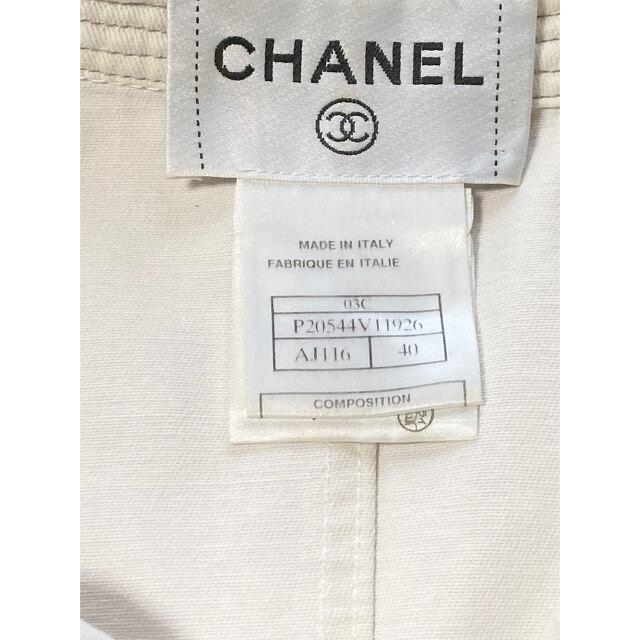 CHANEL
MADE IN ITALY
FABRIQUE EN ITALIE
03C
P20544V11926
AJ116 40
COMPOSITION